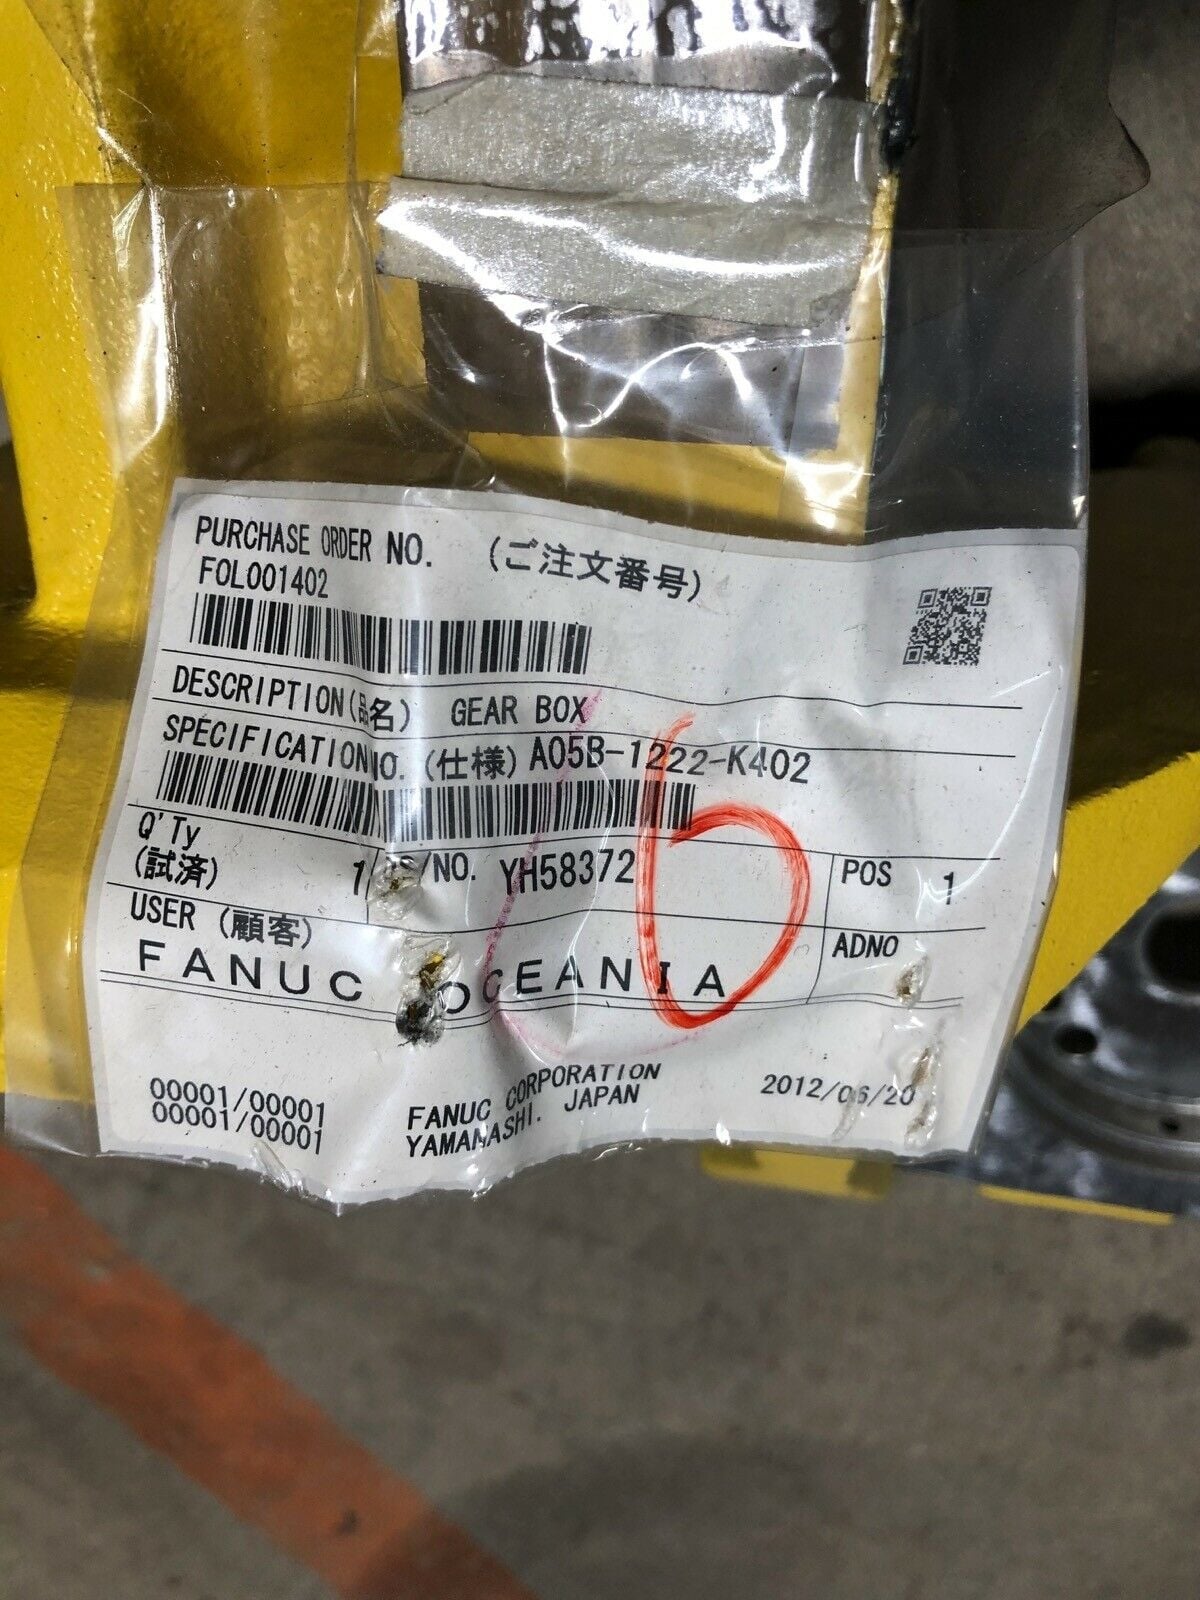 PURCHASE ORDER NO. (ご注文番号)
FOL001402
DESCRIPTION(品名) GEAR BOX
SPECIFICATION NO. (仕様) A05B-1222-K402
Q'Ty
(試済) 1 /NO. YH58372 POS 1
USER (顧客) ADNO
FANUC OCEANIA
6
00001/00001
00001/00001
FANUC CORPORATION
YAMANASHI. JAPAN
2012/06/20